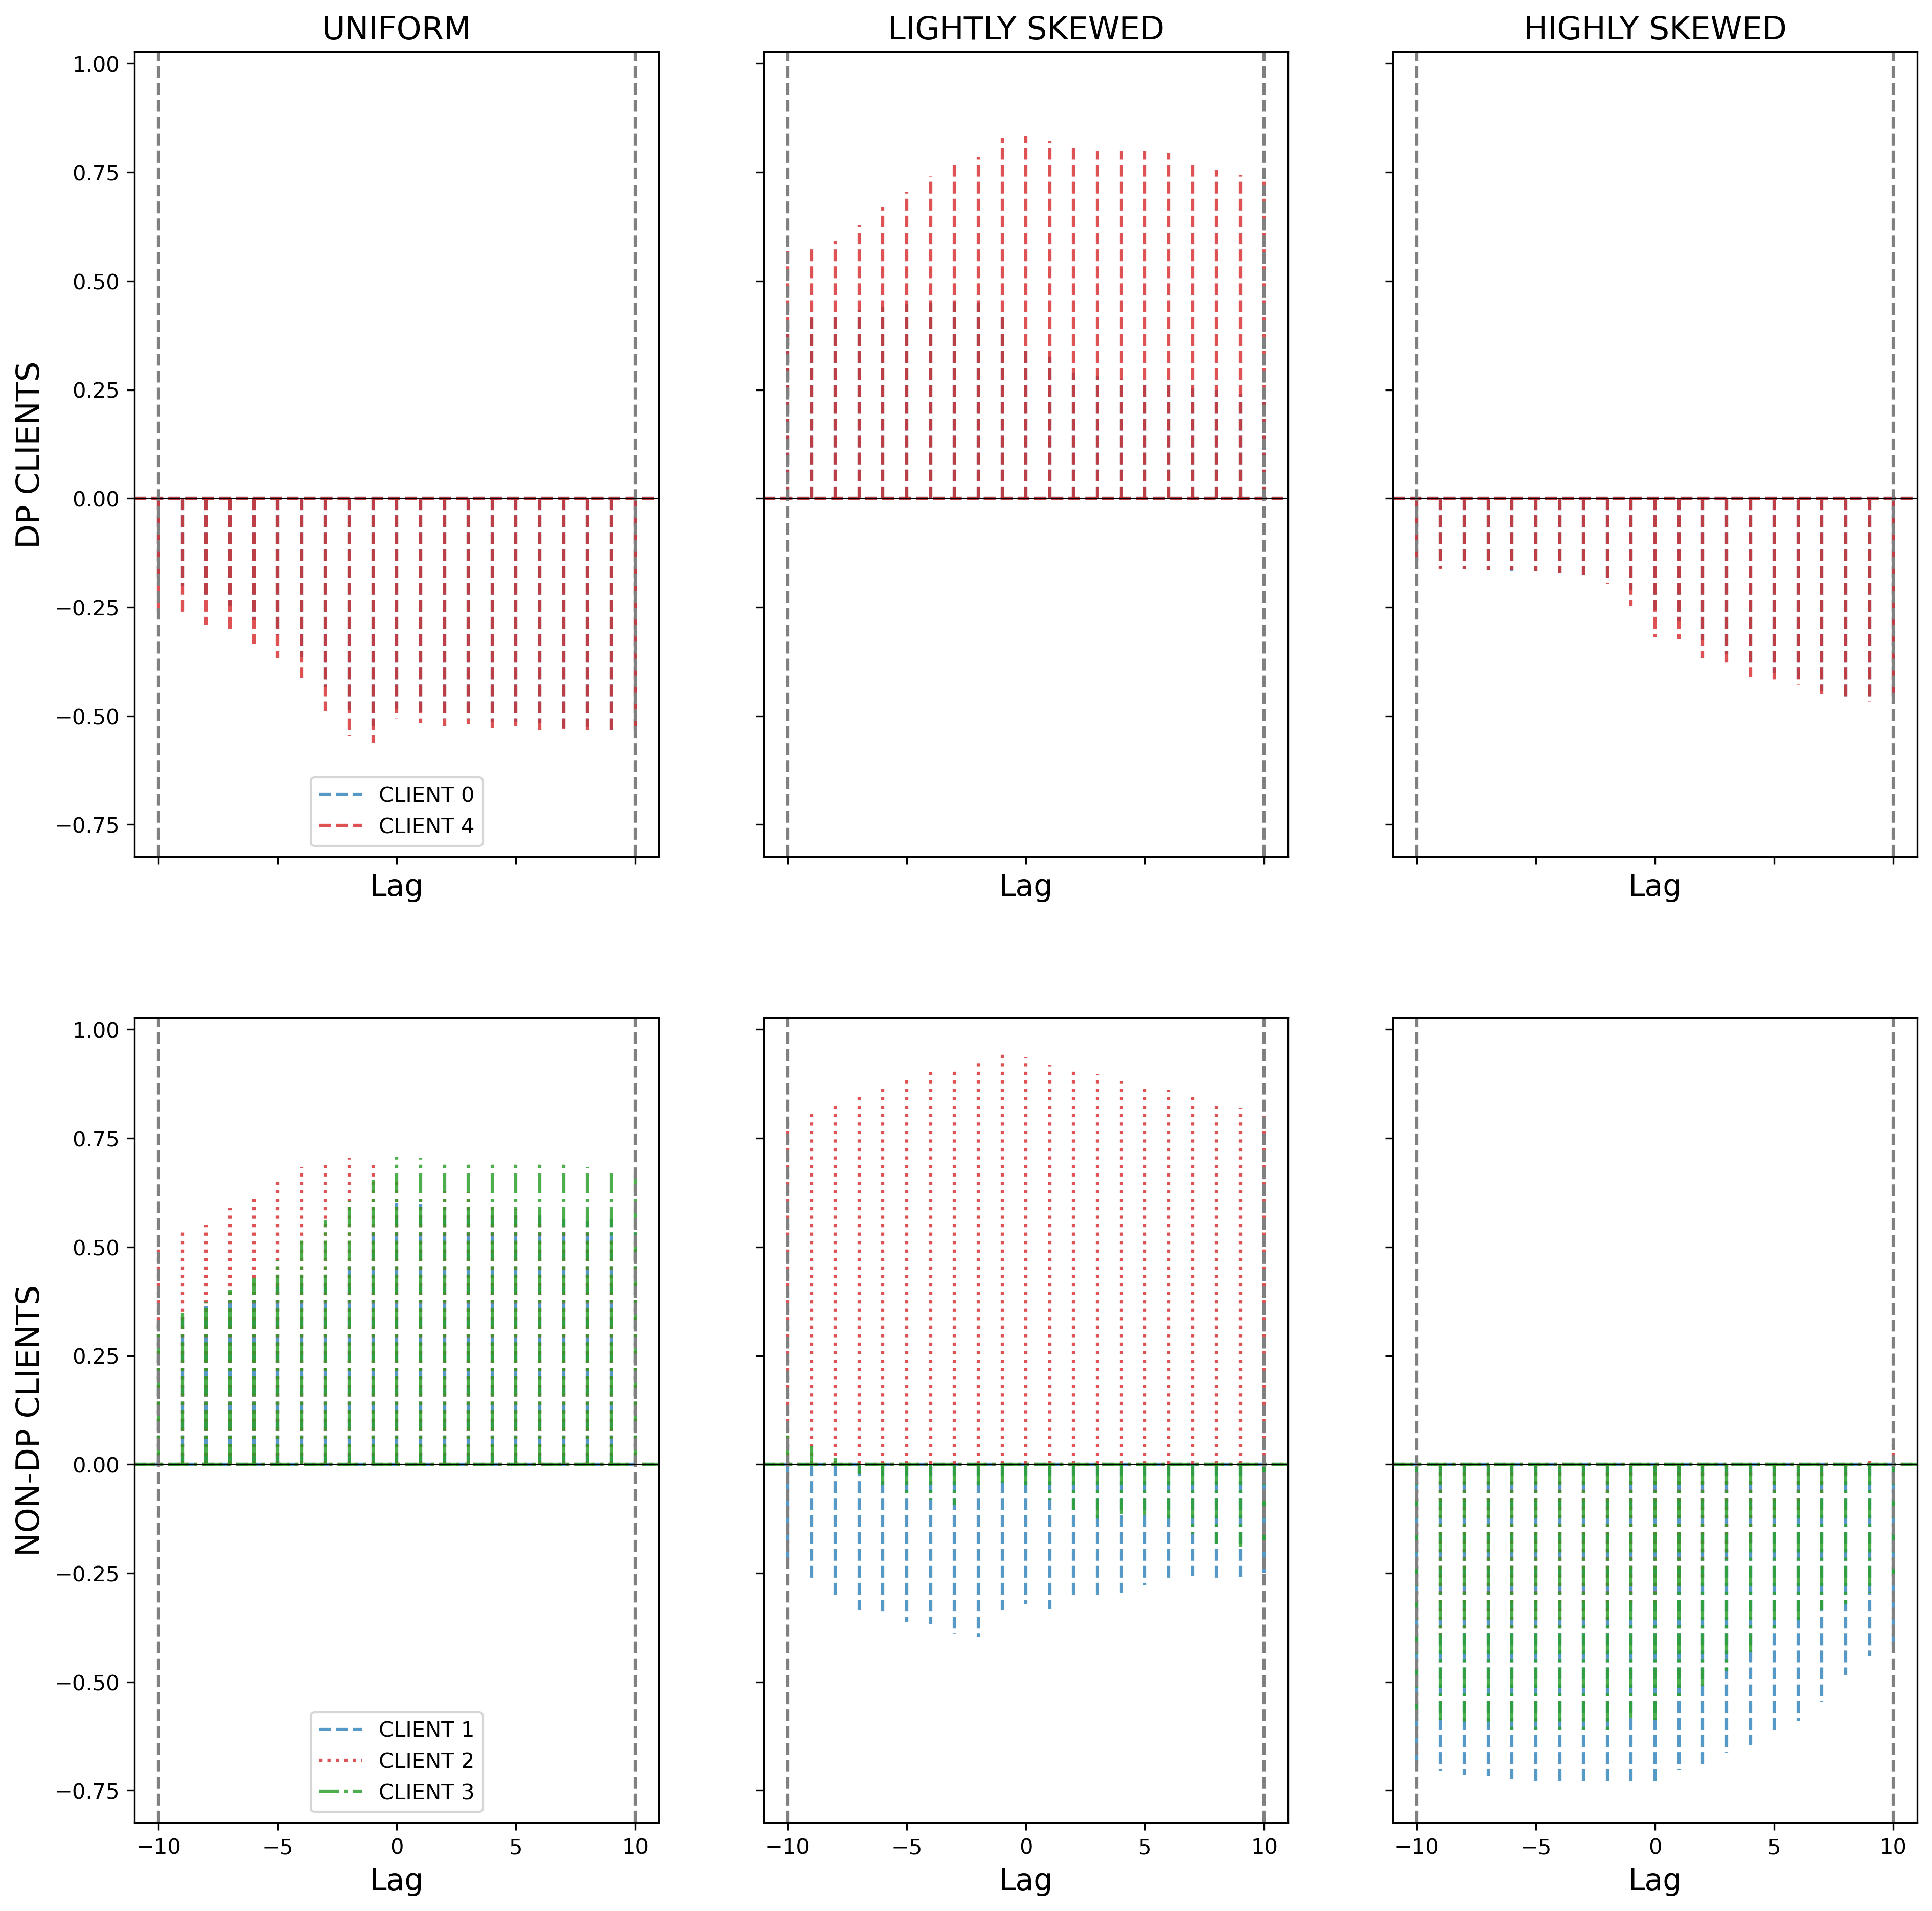 UNIFORM
LIGHTLY SKEWED
HIGHLY SKEWED
DP CLIENTS
1.00
0.75
0.50
0.25
0.00
−0.25
−0.50
−0.75
CLIENT 0
CLIENT 4
Lag
Lag
Lag
NON-DP CLIENTS
1.00
0.75
0.50
0.25
0.00
−0.25
−0.50
−0.75
CLIENT 1
CLIENT 2
CLIENT 3
−10 −5 0 5 10
−10 −5 0 5 10
−10 −5 0 5 10
Lag
Lag
Lag